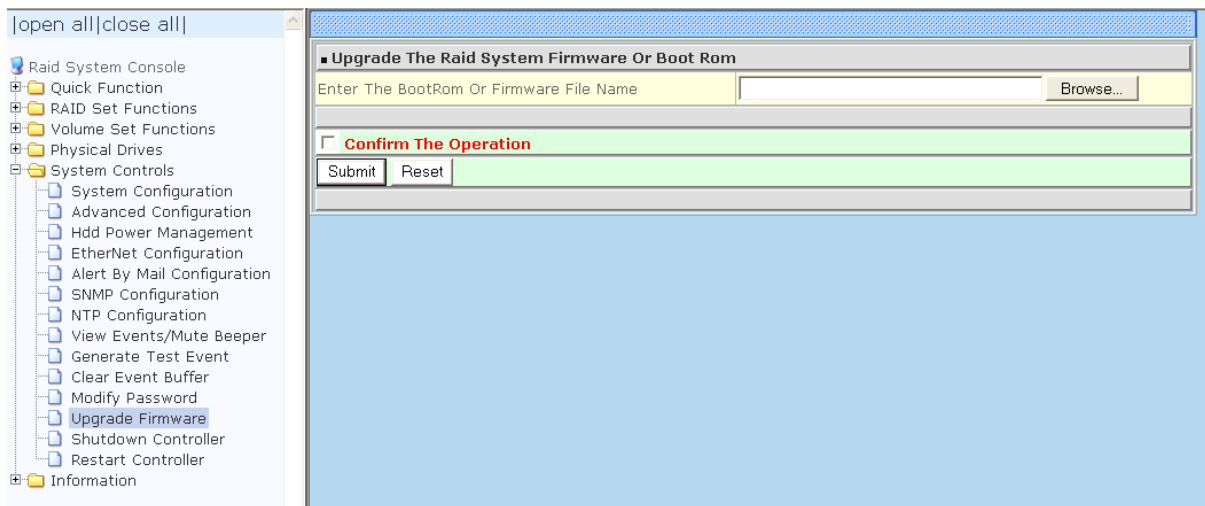 |open all|close all|
Raid System Console
Quick Function
RAID Set Functions
Volume Set Functions
Physical Drives
System Controls
System Configuration
Advanced Configuration
Hdd Power Management
EtherNet Configuration
Alert By Mail Configuration
SNMP Configuration
NTP Configuration
View Events/Mute Beeper
Generate Test Event
Clear Event Buffer
Modify Password
Upgrade Firmware
Shutdown Controller
Restart Controller
Information
Upgrade The Raid System Firmware Or Boot Rom
Enter The BootRom Or Firmware File Name Browse...
Confirm The Operation
Submit Reset